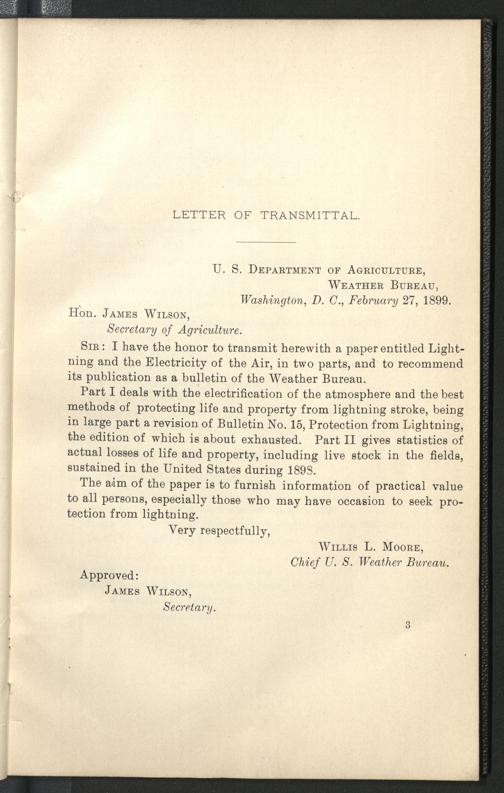 LETTER OF TRANSMITTAL.
U. S. DEPARTMENT OF AGRICULTURE,
WEATHER BUREAU,
Washington, D. C., February 27, 1899.
Hon. JAMES WILSON,
Secretary of Agriculture.
SIR: I have the honor to transmit herewith a paper entitled Light-
ning and the Electricity of the Air, in two parts, and to recommend
its publication as a bulletin of the Weather Bureau.
Part I deals with the electrification of the atmosphere and the best
methods of protecting life and property from lightning stroke, being
in large part a revision of Bulletin No. 15, Protection from Lightning,
the edition of which is about exhausted. Part II gives statistics of
actual losses of life and property, including live stock in the fields,
sustained in the United States during 1898.
The aim of the paper is to furnish information of practical value
to all persons, especially those who may have occasion to seek pro-
tection from lightning.
Very respectfully,
WILLIS L. MOORE,
Chief U. S. Weather Bureau.
Approved:
JAMES WILSON,
Secretary.
3